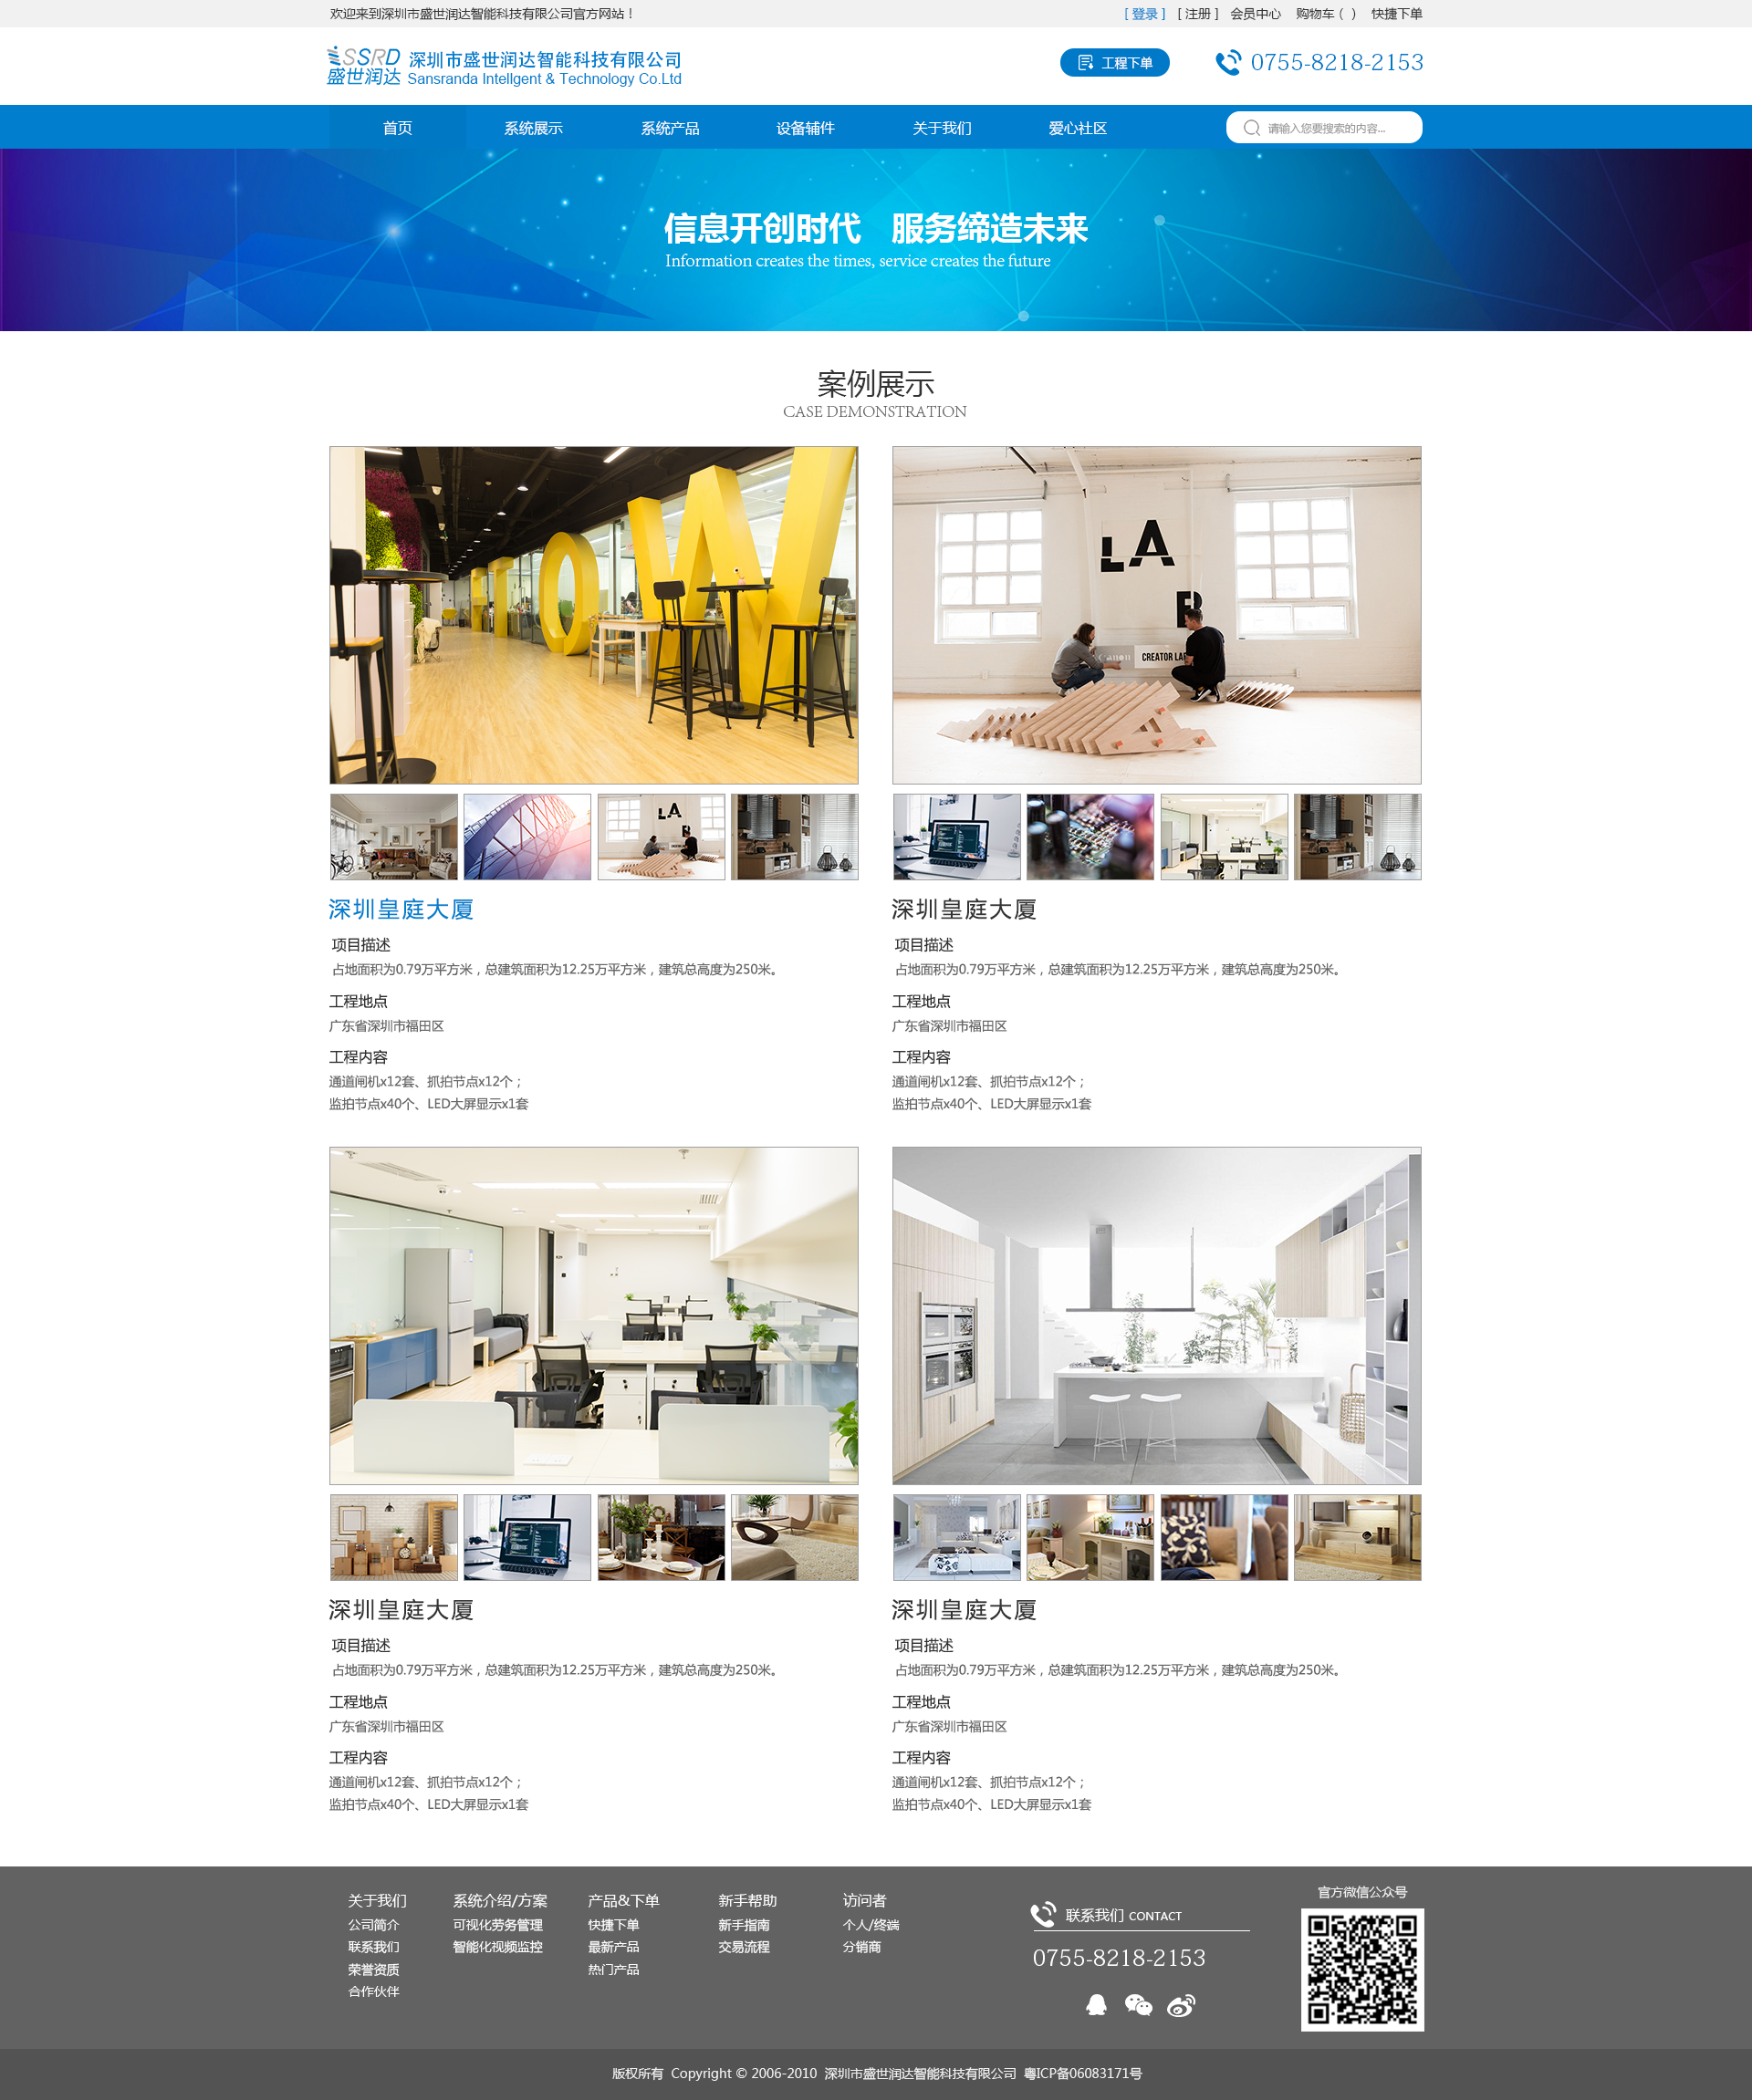 欢迎来到深圳市盛世润达智能科技有限公司官方网站！
[ 登录 ] [ 注册 ] 会员中心 购物车 ( ) 快捷下单
SSRD
盛世润达
深圳市盛世润达智能科技有限公司
Sansranda Intellgent & Technology Co.Ltd
工程下单
0755-8218-2153
首页 系统展示 系统产品 设备辅件 关于我们 爱心社区
请输入您要搜索的内容...
信息开创时代 服务缔造未来
Information creates the times, service creates the future
案例展示
CASE DEMONSTRATION
OW
LA
B
canon
CREATOR LAB
LA
深圳皇庭大厦
项目描述
占地面积为0.79万平方米，总建筑面积为12.25万平方米，建筑总高度为250米。
工程地点
广东省深圳市福田区
工程内容
通道闸机x12套、抓拍节点x12个；
监拍节点x40个、LED大屏显示x1套
深圳皇庭大厦
项目描述
占地面积为0.79万平方米，总建筑面积为12.25万平方米，建筑总高度为250米。
工程地点
广东省深圳市福田区
工程内容
通道闸机x12套、抓拍节点x12个；
监拍节点x40个、LED大屏显示x1套
深圳皇庭大厦
项目描述
占地面积为0.79万平方米，总建筑面积为12.25万平方米，建筑总高度为250米。
工程地点
广东省深圳市福田区
工程内容
通道闸机x12套、抓拍节点x12个；
监拍节点x40个、LED大屏显示x1套
深圳皇庭大厦
项目描述
占地面积为0.79万平方米，总建筑面积为12.25万平方米，建筑总高度为250米。
工程地点
广东省深圳市福田区
工程内容
通道闸机x12套、抓拍节点x12个；
监拍节点x40个、LED大屏显示x1套
关于我们
公司简介
联系我们
荣誉资质
合作伙伴
系统介绍/方案
可视化劳务管理
智能化视频监控
产品&下单
快捷下单
最新产品
热门产品
新手帮助
新手指南
交易流程
访问者
个人/终端
分销商
联系我们 CONTACT
0755-8218-2153
官方微信公众号
版权所有 Copyright © 2006-2010 深圳市盛世润达智能科技有限公司 粤ICP备06083171号